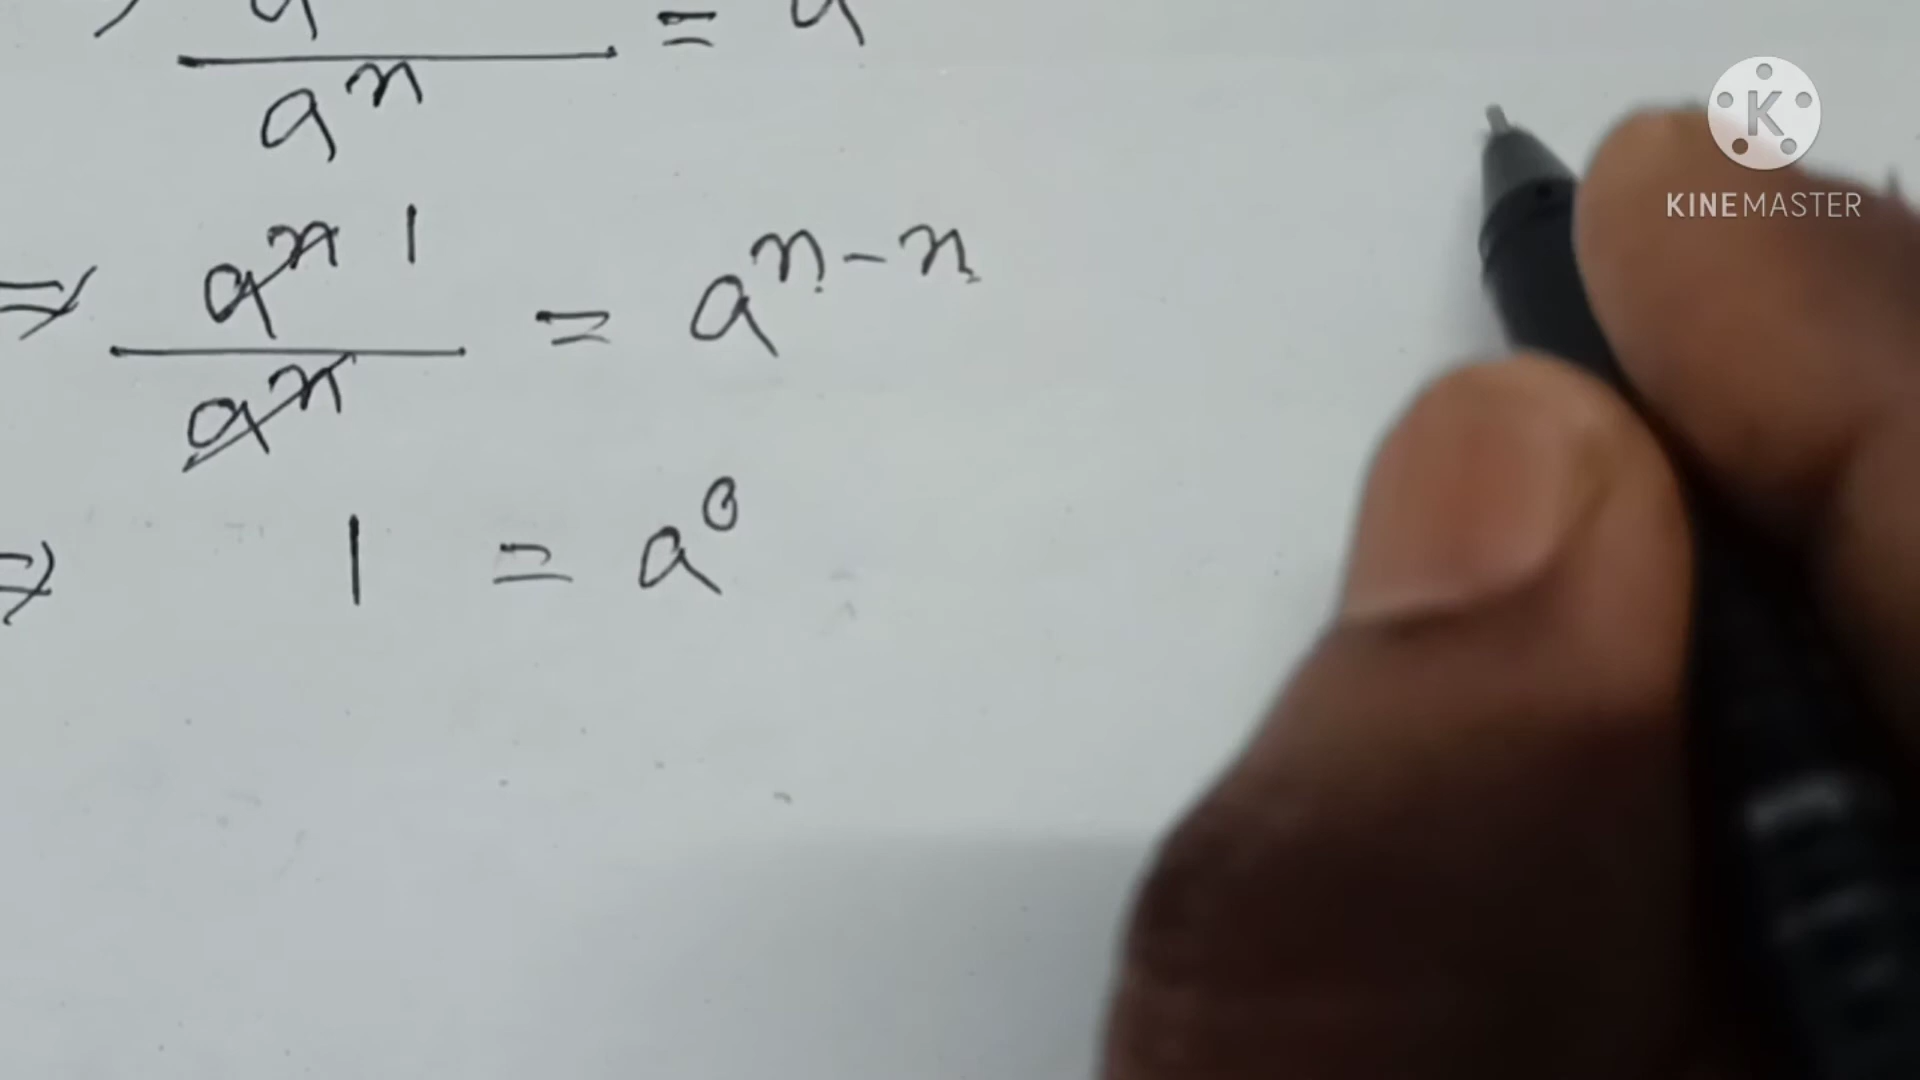 a / aⁿ = a
⇒ aⁿ / aⁿ 1 = aⁿ⁻ⁿ
⇒ 1 = a⁰
KINEMASTER